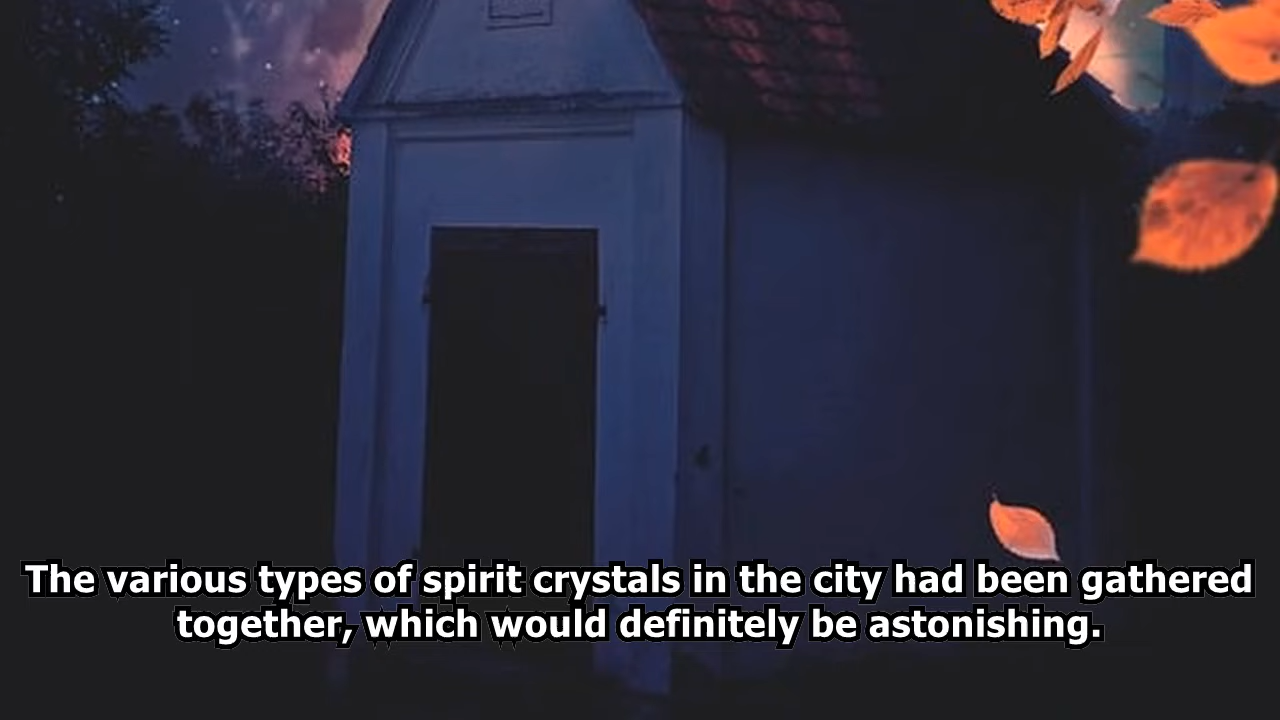 The various types of spirit crystals in the city had been gathered
together, which would definitely be astonishing.